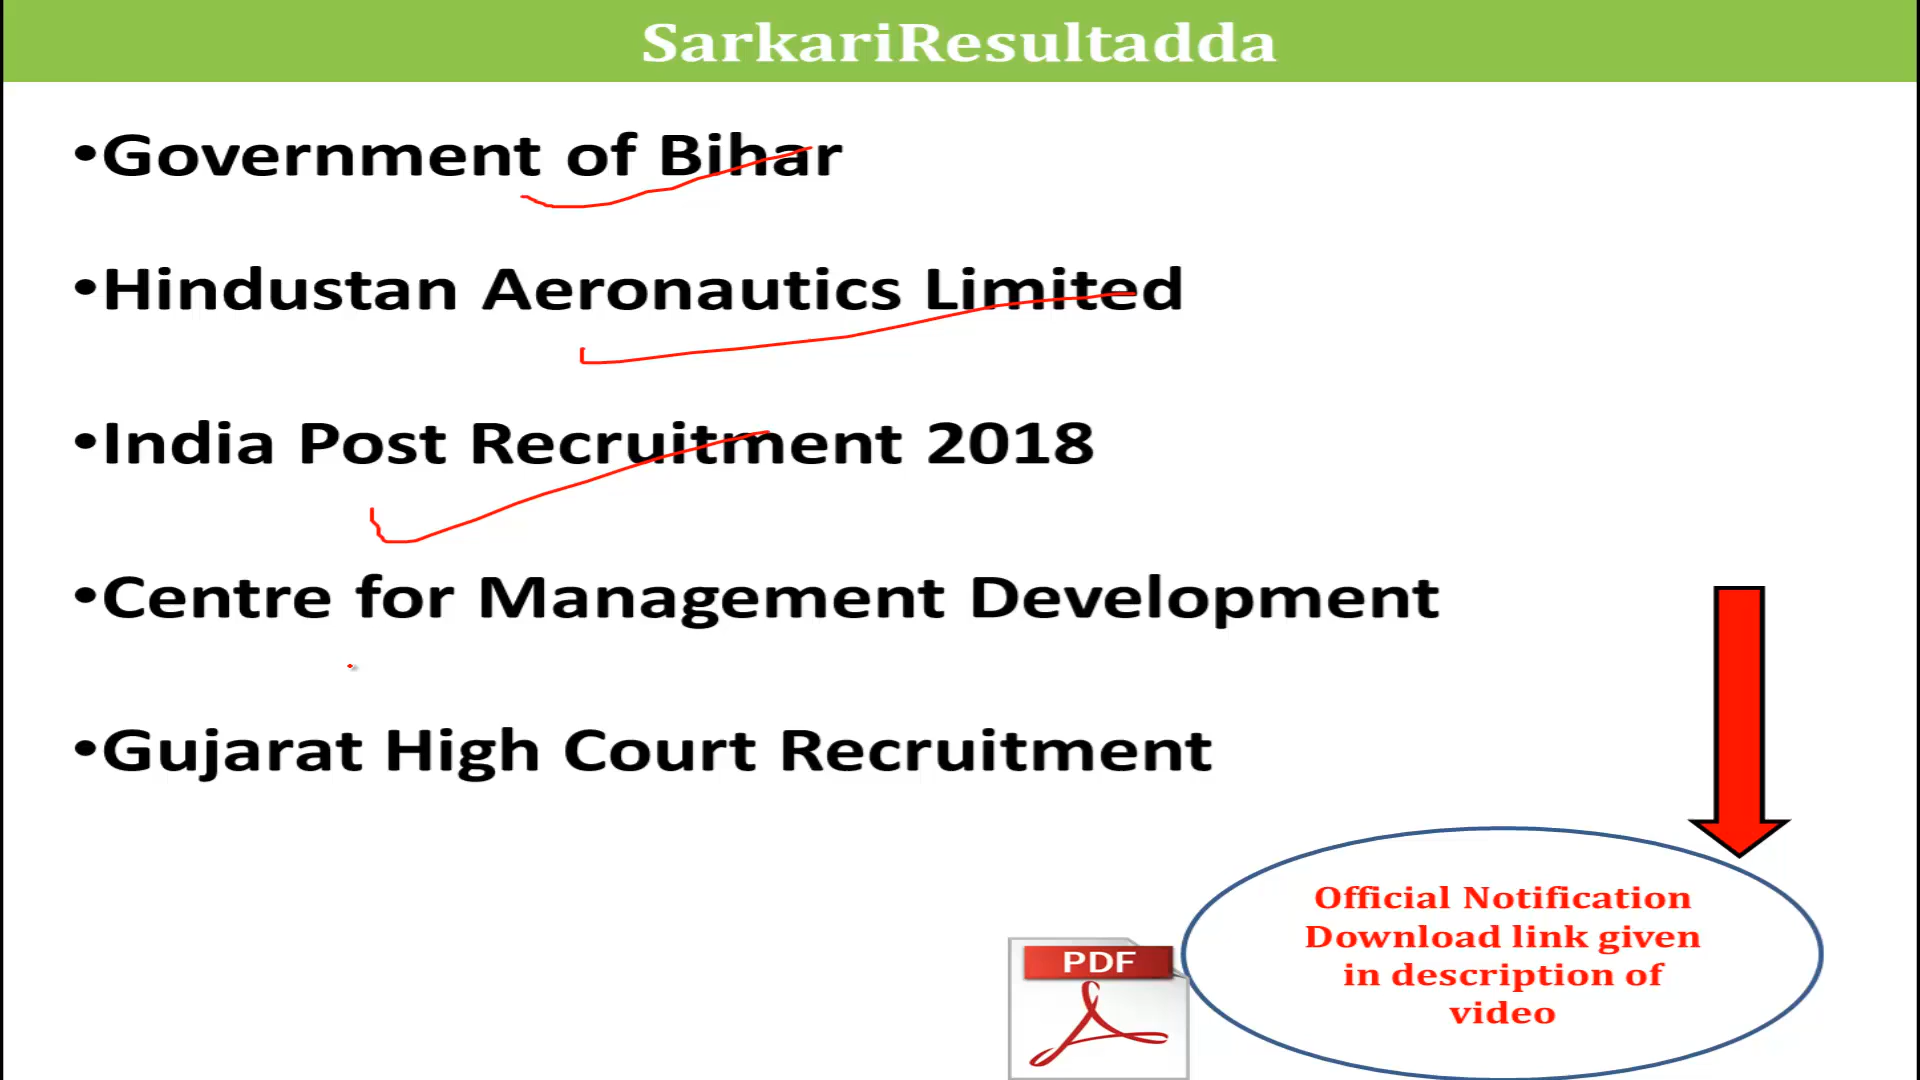 SarkariResultadda
•Government of Bihar
•Hindustan Aeronautics Limited
•India Post Recruitment 2018
•Centre for Management Development
•Gujarat High Court Recruitment
PDF
Official Notification
Download link given
in description of
video